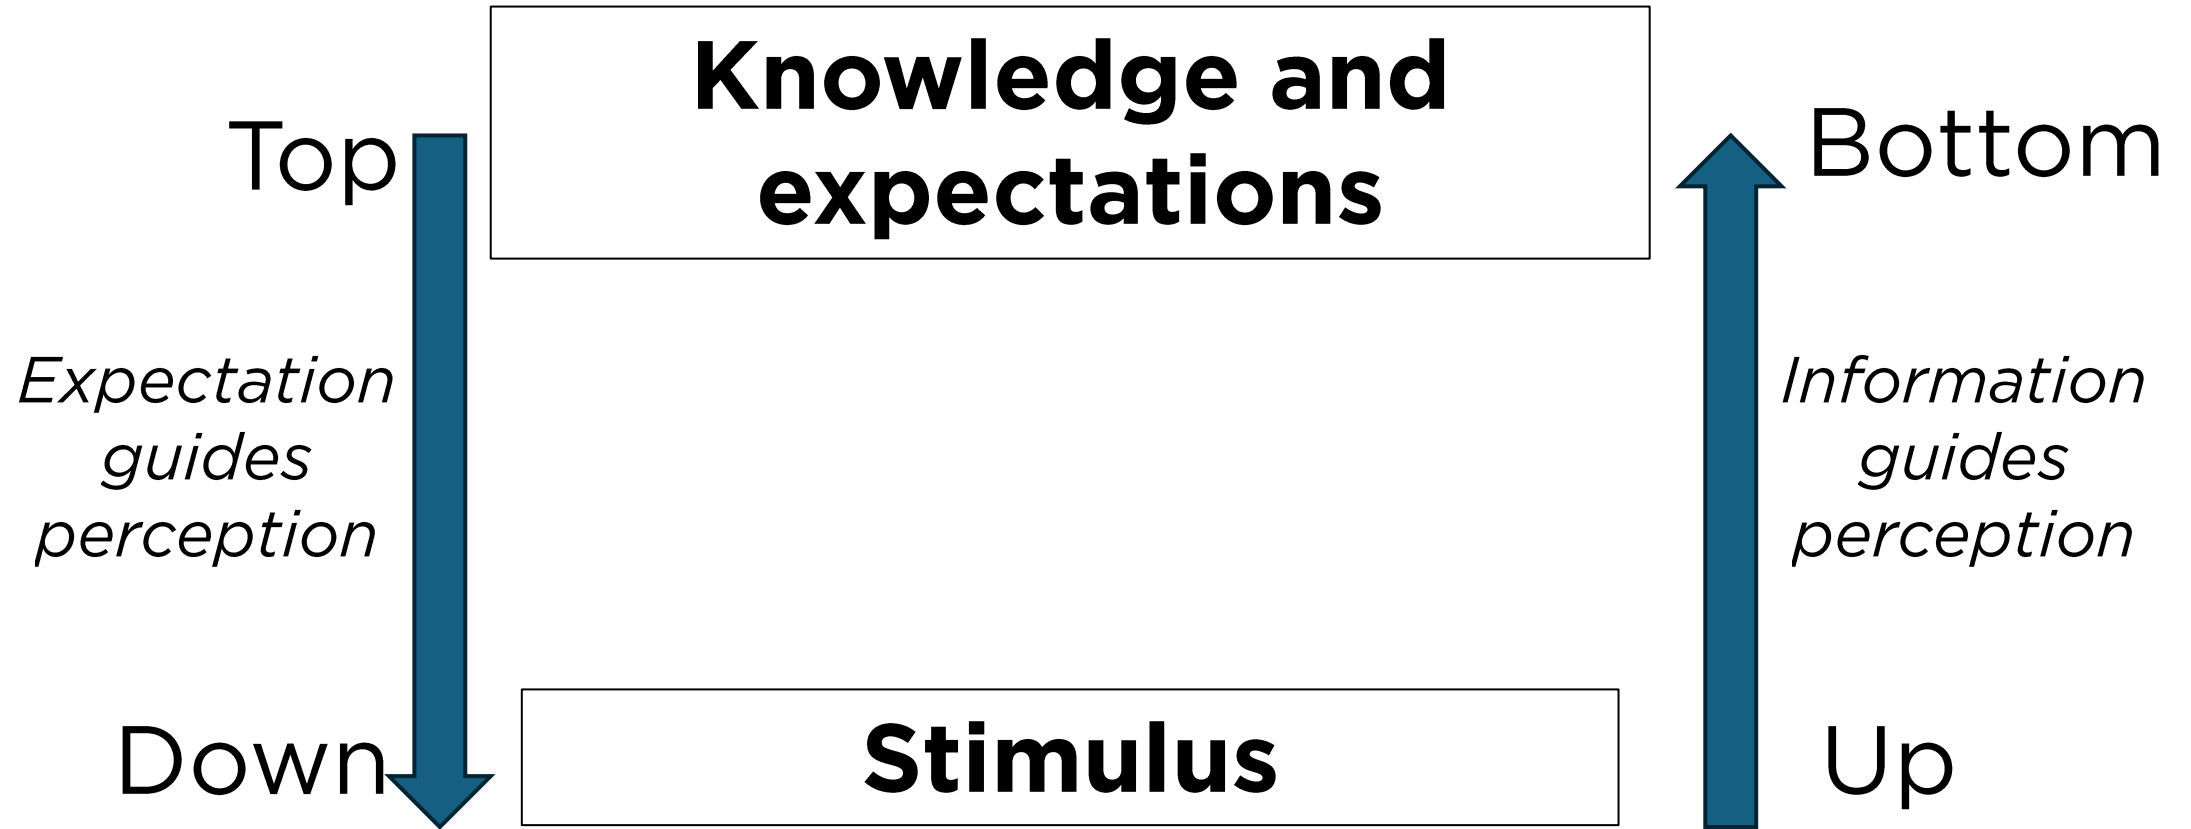 Knowledge and
expectations
Top
Bottom
Expectation
guides
perception
Information
guides
perception
Down
Stimulus
Up